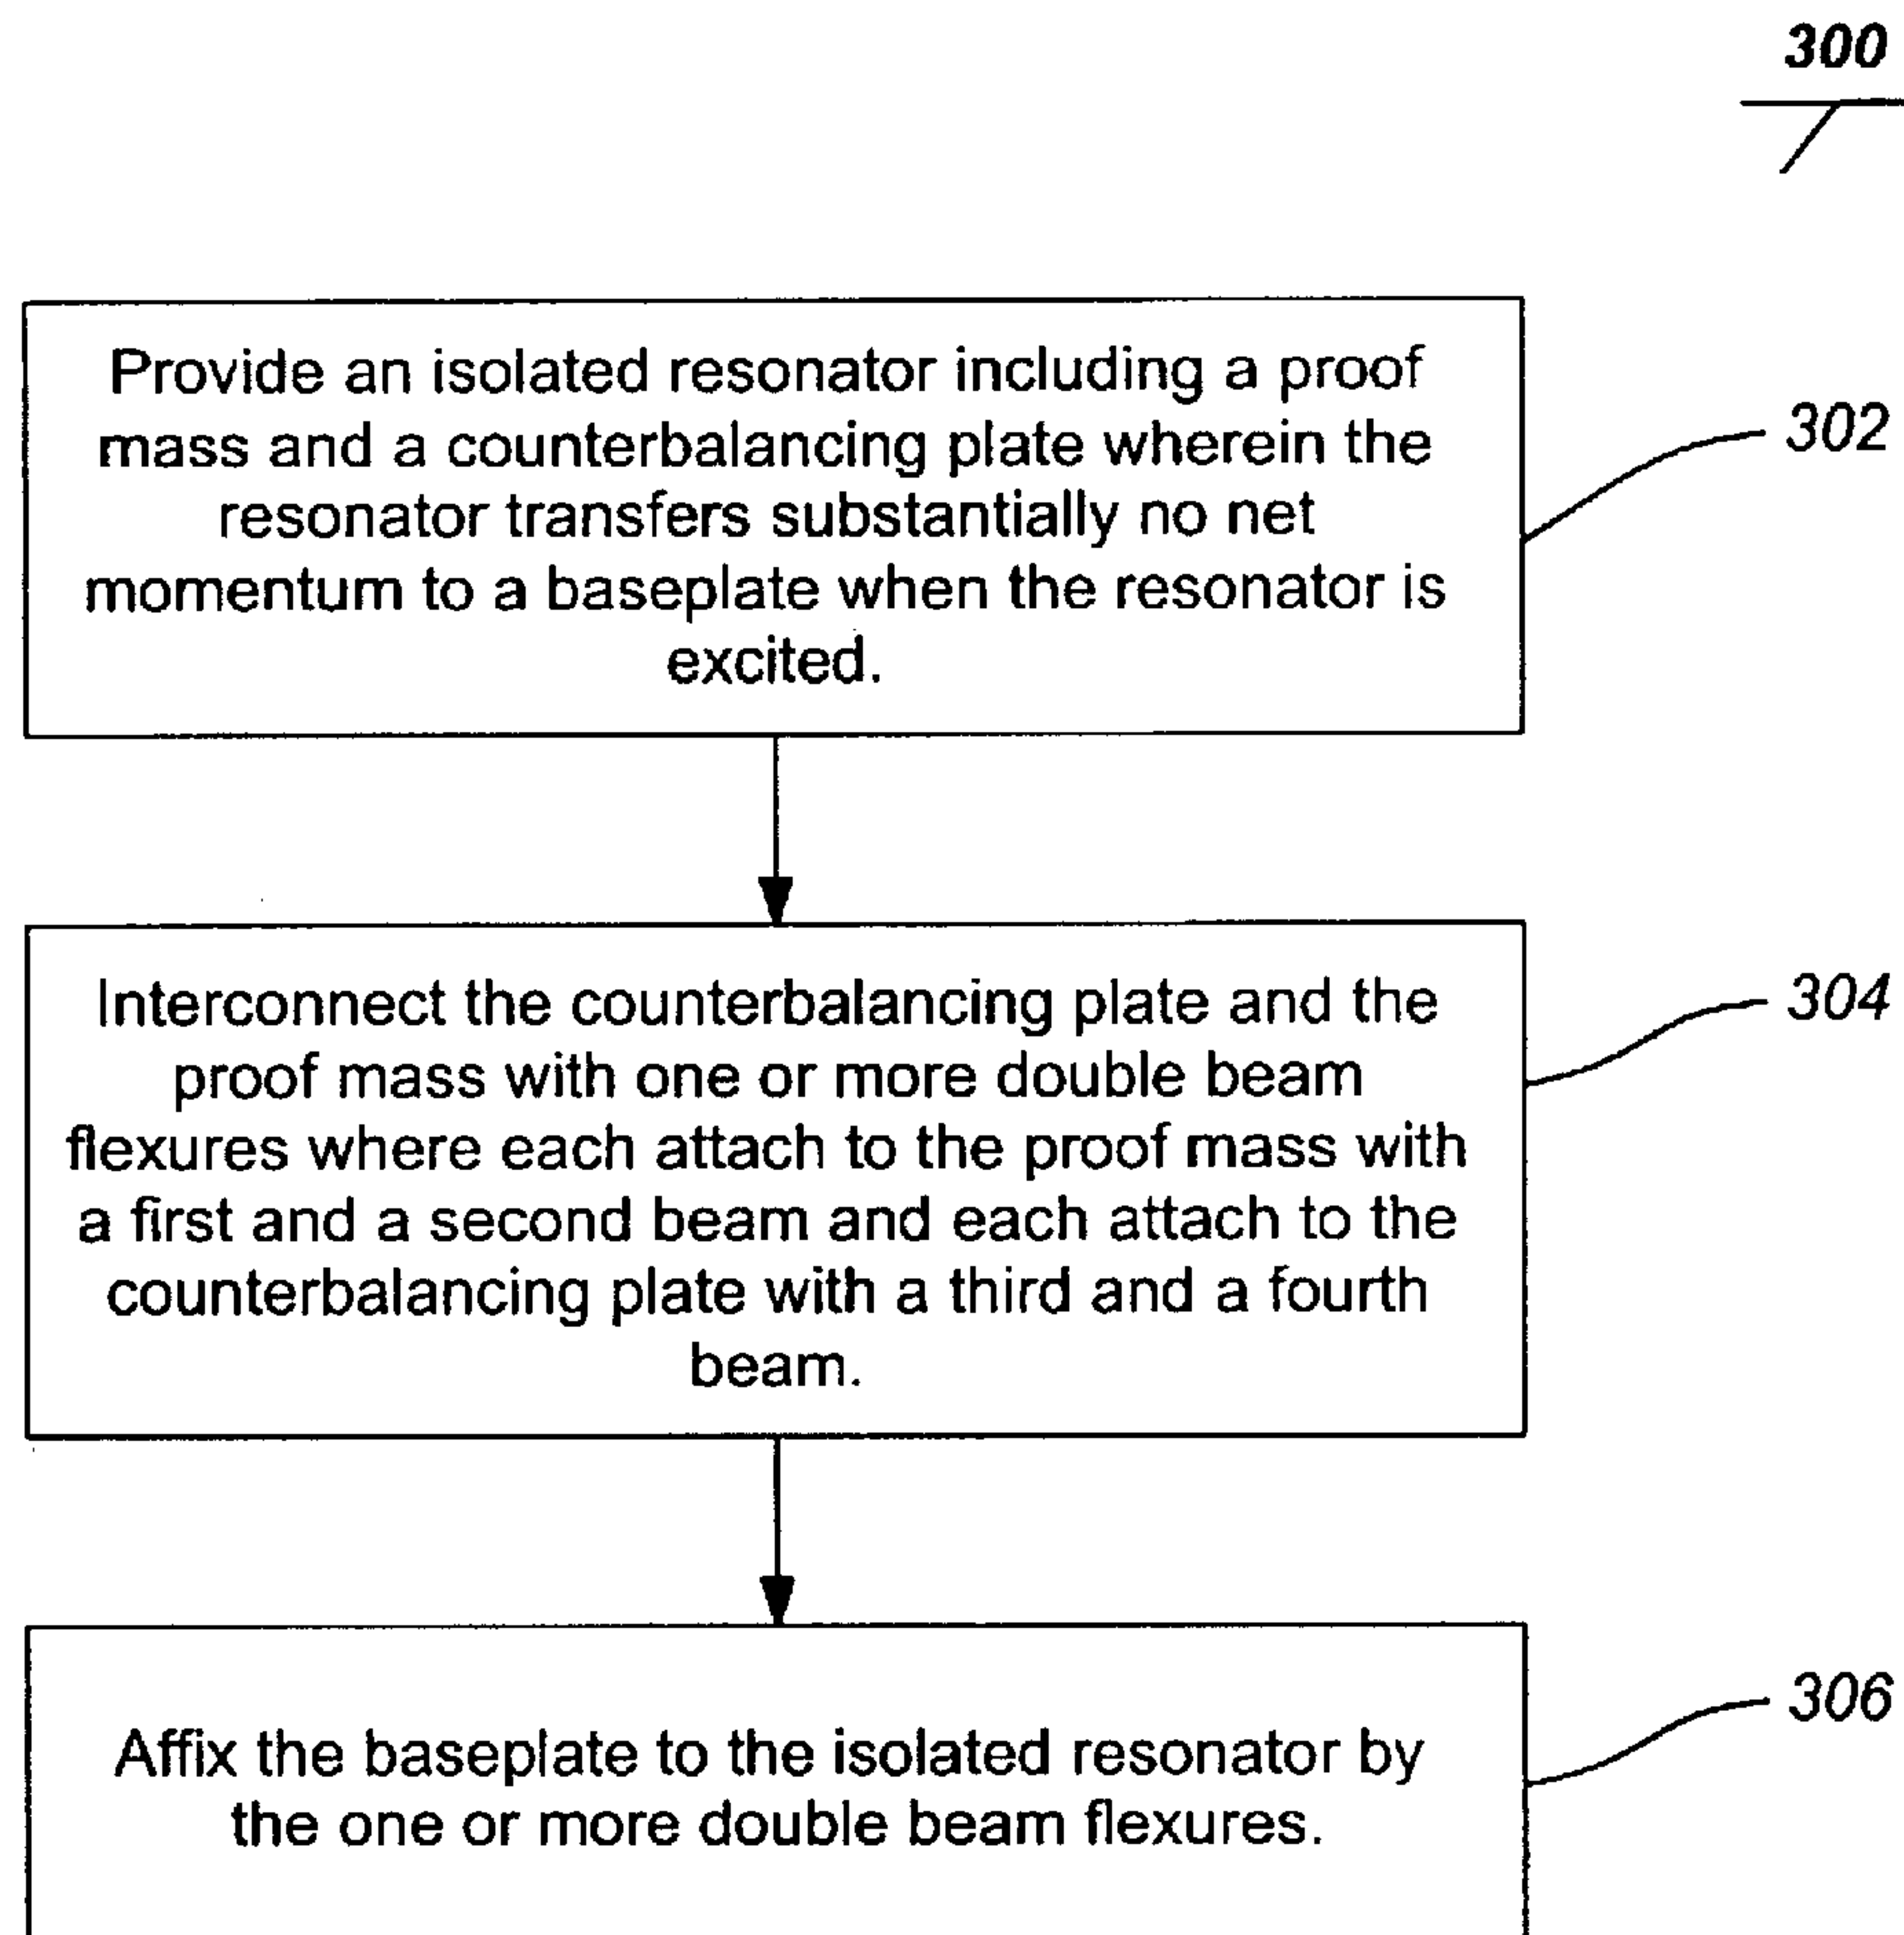 300
Provide an isolated resonator including a proof
mass and a counterbalancing plate wherein the
resonator transfers substantially no net
momentum to a baseplate when the resonator is
excited.
302
Interconnect the counterbalancing plate and the
proof mass with one or more double beam
flexures where each attach to the proof mass with
a first and a second beam and each attach to the
counterbalancing plate with a third and a fourth
beam.
304
Affix the baseplate to the isolated resonator by
the one or more double beam flexures.
306